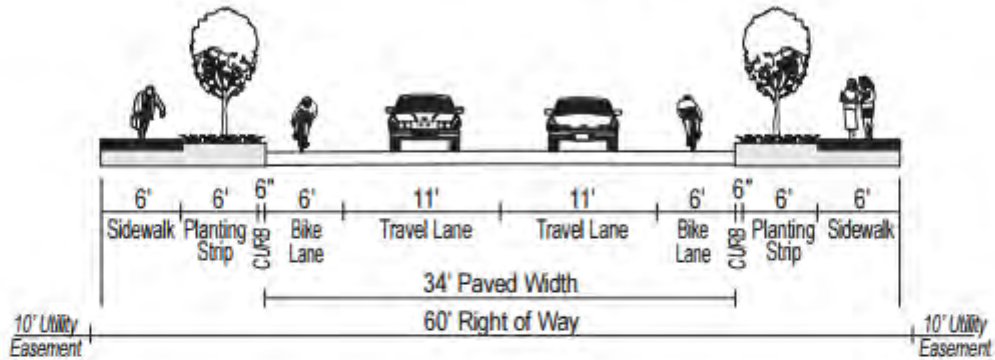 6' 6' 6" 6' 11' 11' 6' 6" 6' 6'
Sidewalk Planting Strip CURB Bike Lane Travel Lane Travel Lane Bike Lane CURB Planting Strip Sidewalk
34' Paved Width
60' Right of Way
10' Utility Easement
10' Utility Easement